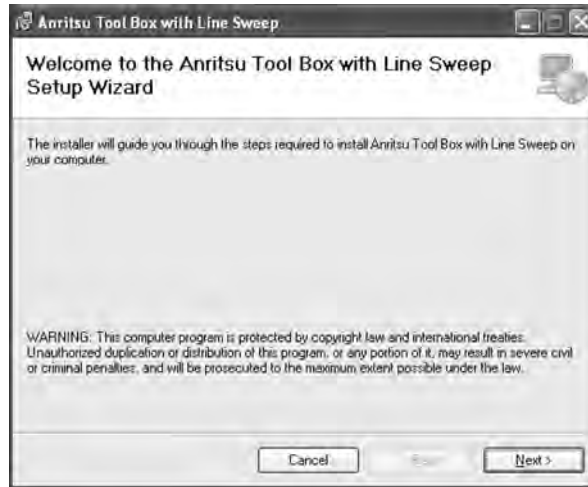 Anritsu Tool Box with Line Sweep
Welcome to the Anritsu Tool Box with Line Sweep
Setup Wizard
The installer will guide you through the steps required to install Anritsu Tool Box with Line Sweep on
your computer.
WARNING: This computer program is protected by copyright law and international treaties.
Unauthorized duplication or distribution of this program, or any portion of it, may result in severe civil
or criminal penalties, and will be prosecuted to the maximum extent possible under the law.
Cancel
Next >